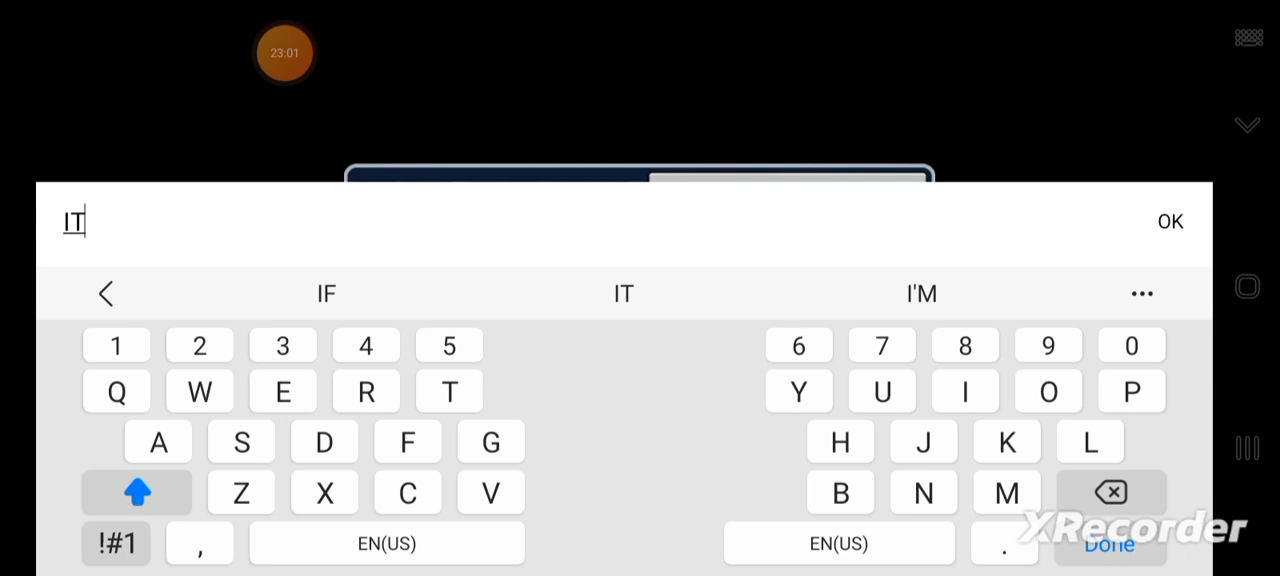 23:01
IT
OK
IF IT I'M ...
1 2 3 4 5 6 7 8 9 0
Q W E R T Y U I O P
A S D F G H J K L
Z X C V B N M
!#1 , EN(US) EN(US) . Done
XRecorder